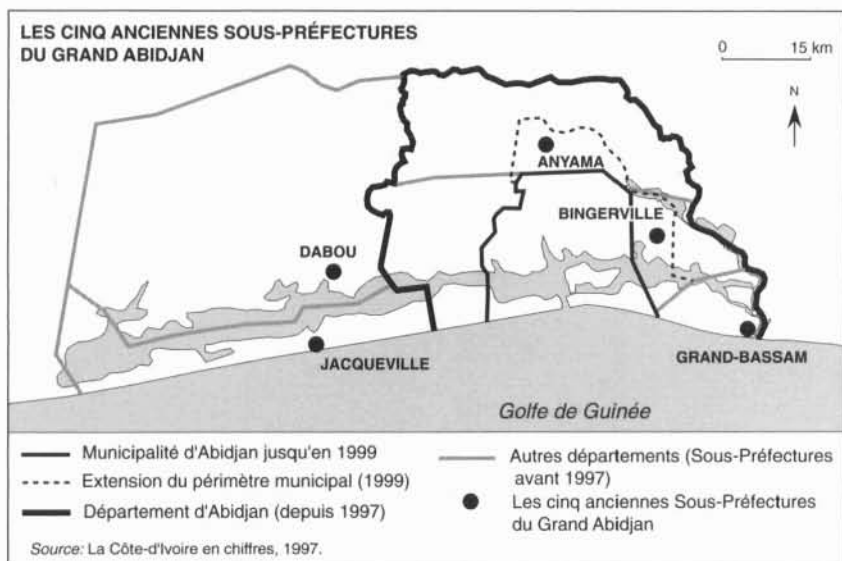 LES CINQ ANCIENNES SOUS-PRÉFECTURES
DU GRAND ABIDJAN
0 15 km
N
ANYAMA
BINGERVILLE
DABOU
JACQUEVILLE
GRAND-BASSAM
Golfe de Guinée
Municipalité d'Abidjan jusqu'en 1999
Extension du périmètre municipal (1999)
Département d'Abidjan (depuis 1997)
Autres départements (Sous-Préfectures
avant 1997)
Les cinq anciennes Sous-Préfectures
du Grand Abidjan
Source: La Côte-d'Ivoire en chiffres, 1997.